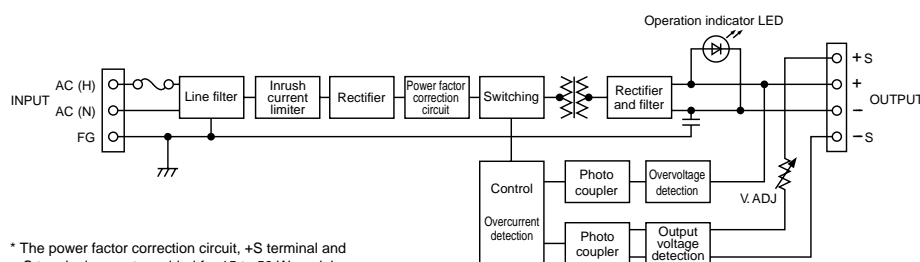 Operation indicator LED
INPUT
AC (H)
AC (N)
FG
Line filter
Inrush
current
limiter
Rectifier
Power factor
correction
circuit
Switching
Rectifier
and filter
+S
+
−
−S
OUTPUT
Control
Overcurrent
detection
Photo
coupler
Overvoltage
detection
Photo
coupler
Output
voltage
detection
V. ADJ
* The power factor correction circuit, +S terminal and